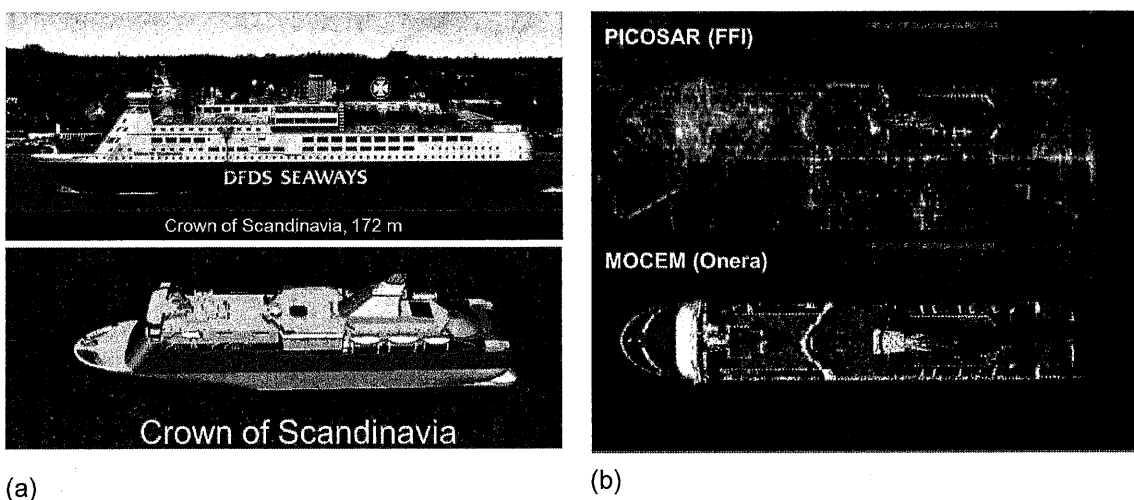 DFDS SEAWAYS
Crown of Scandinavia, 172 m
Crown of Scandinavia
(a)
PICOSAR (FFI)
MOCEM (Onera)
(b)